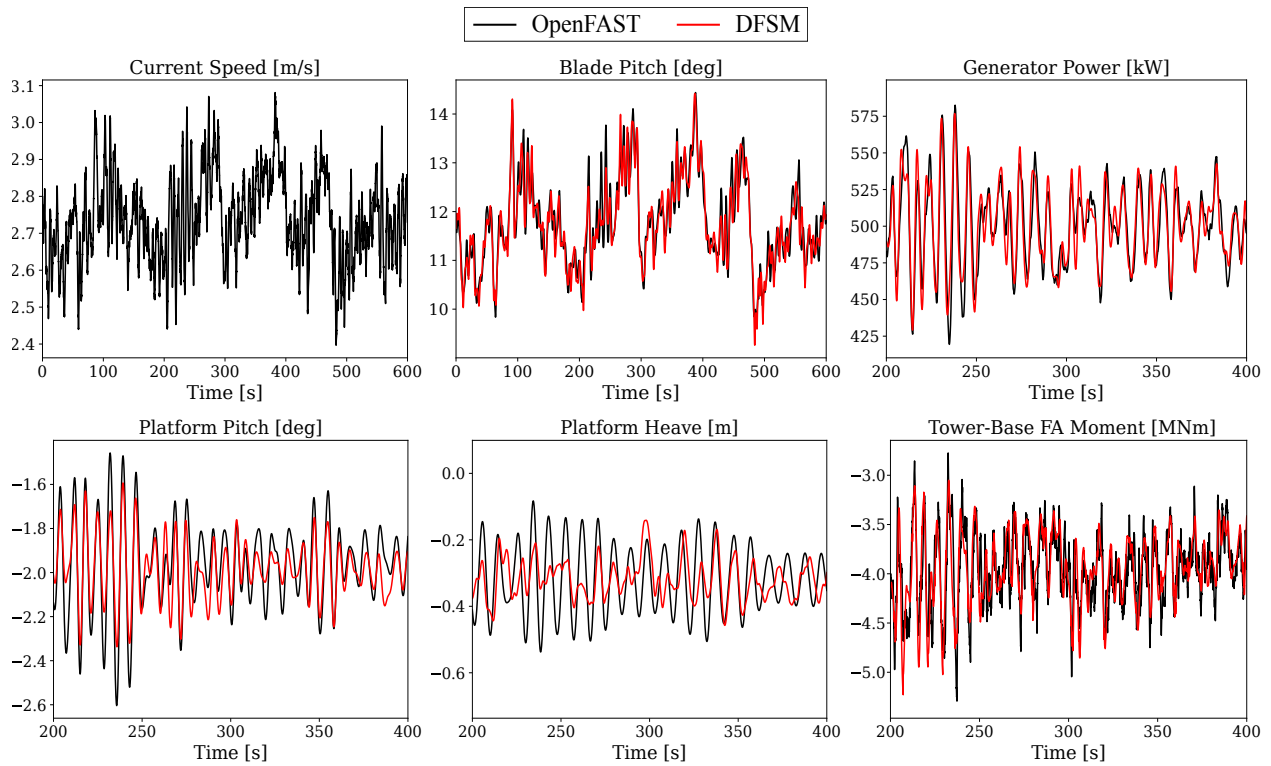 OpenFAST DFSM
Current Speed [m/s]
3.1
3.0
2.9
2.8
2.7
2.6
2.5
2.4
0 100 200 300 400 500 600
Time [s]
Blade Pitch [deg]
14
13
12
11
10
0 100 200 300 400 500 600
Time [s]
Generator Power [kW]
575
550
525
500
475
450
425
200 250 300 350 400
Time [s]
Platform Pitch [deg]
−1.6
−1.8
−2.0
−2.2
−2.4
−2.6
200 250 300 350 400
Time [s]
Platform Heave [m]
0.0
−0.2
−0.4
−0.6
200 250 300 350 400
Time [s]
Tower-Base FA Moment [MNm]
−3.0
−3.5
−4.0
−4.5
−5.0
200 250 300 350 400
Time [s]